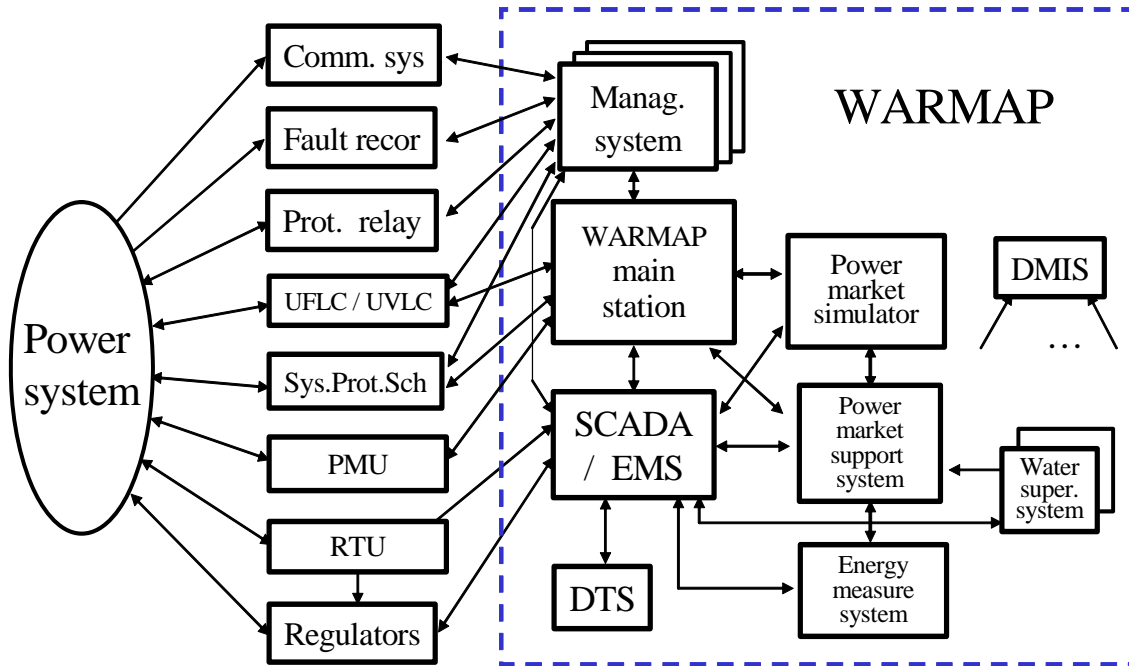 Power
system
Comm. sys
Fault recor
Prot. relay
UFLC / UVLC
Sys.Prot.Sch
PMU
RTU
Regulators
WARMAP
Manag.
system
WARMAP
main
station
SCADA
/ EMS
DTS
Power
market
simulator
Power
market
support
system
Energy
measure
system
DMIS
...
Water
super.
system